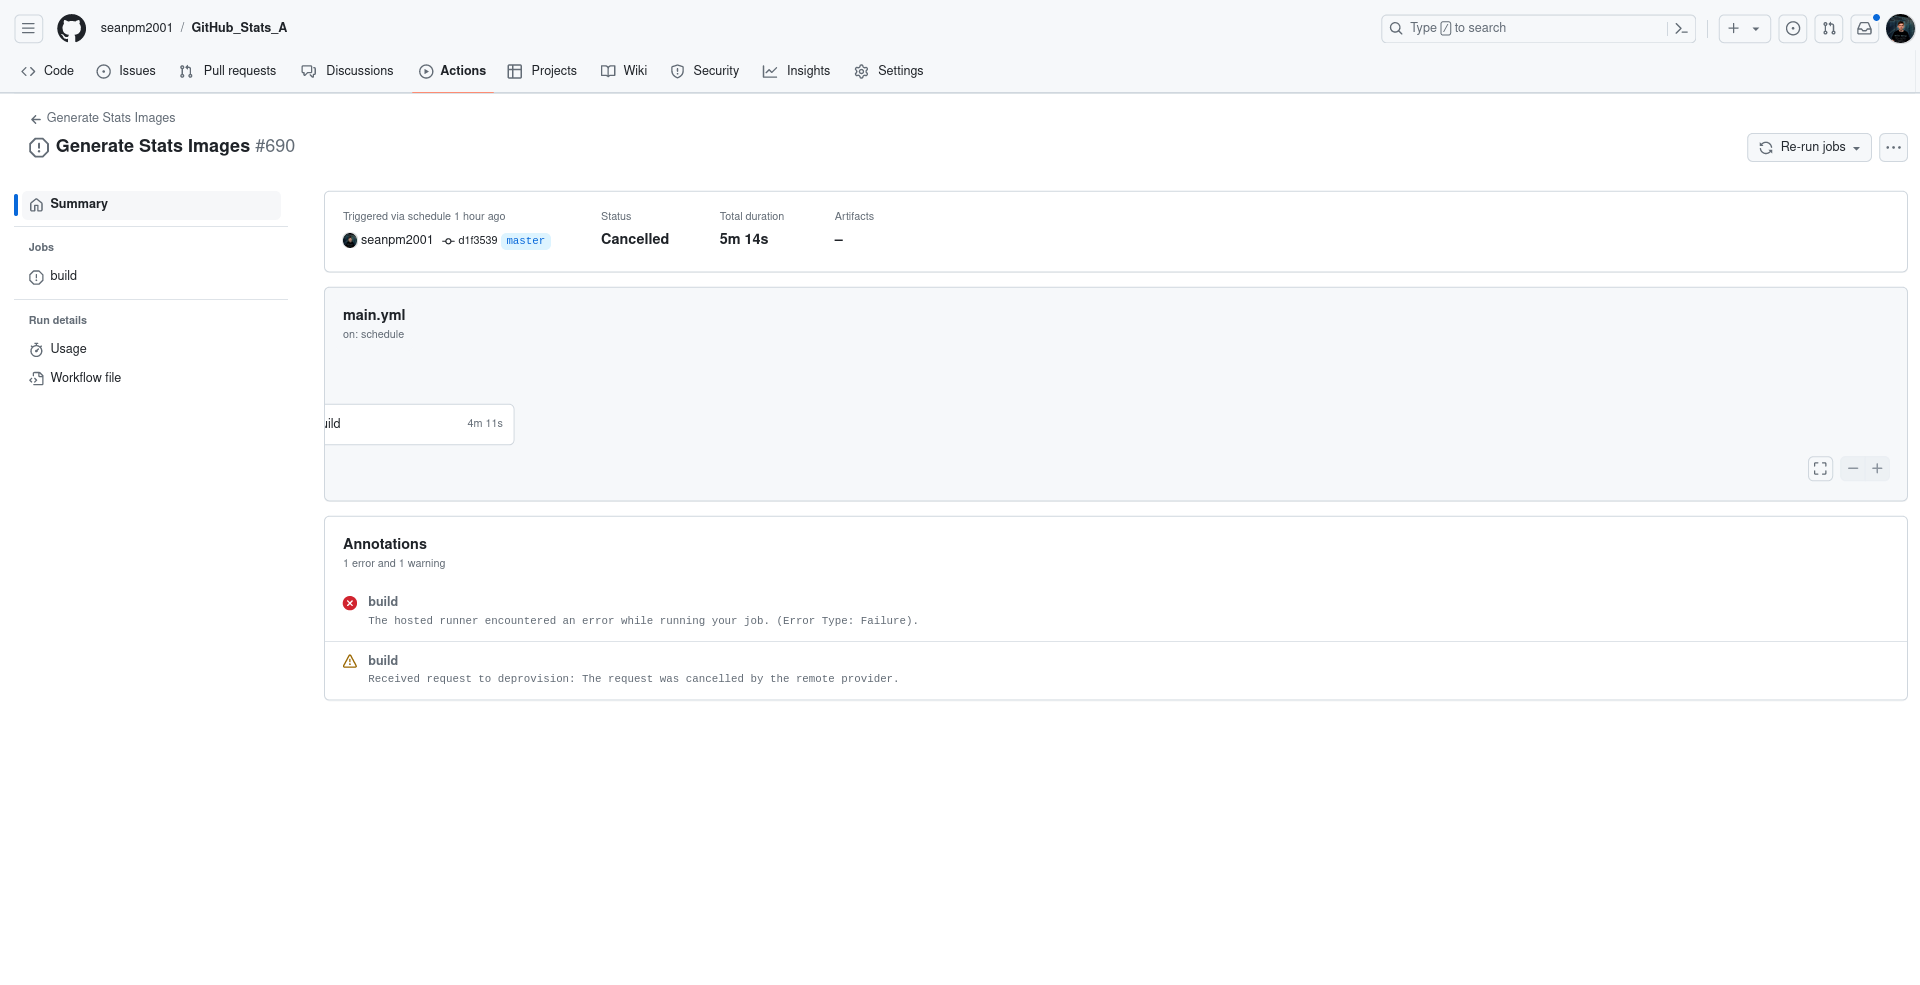 seanpm2001 / GitHub_Stats_A
Type / to search
Code Issues Pull requests Discussions Actions Projects Wiki Security Insights Settings
Generate Stats Images
Generate Stats Images #690
Re-run jobs
Summary
Jobs
build
Run details
Usage
Workflow file
Triggered via schedule 1 hour ago
seanpm2001 d1f3539 master
Status
Cancelled
Total duration
5m 14s
Artifacts
–
main.yml
on: schedule
uild 4m 11s
Annotations
1 error and 1 warning
build
The hosted runner encountered an error while running your job. (Error Type: Failure).
build
Received request to deprovision: The request was cancelled by the remote provider.